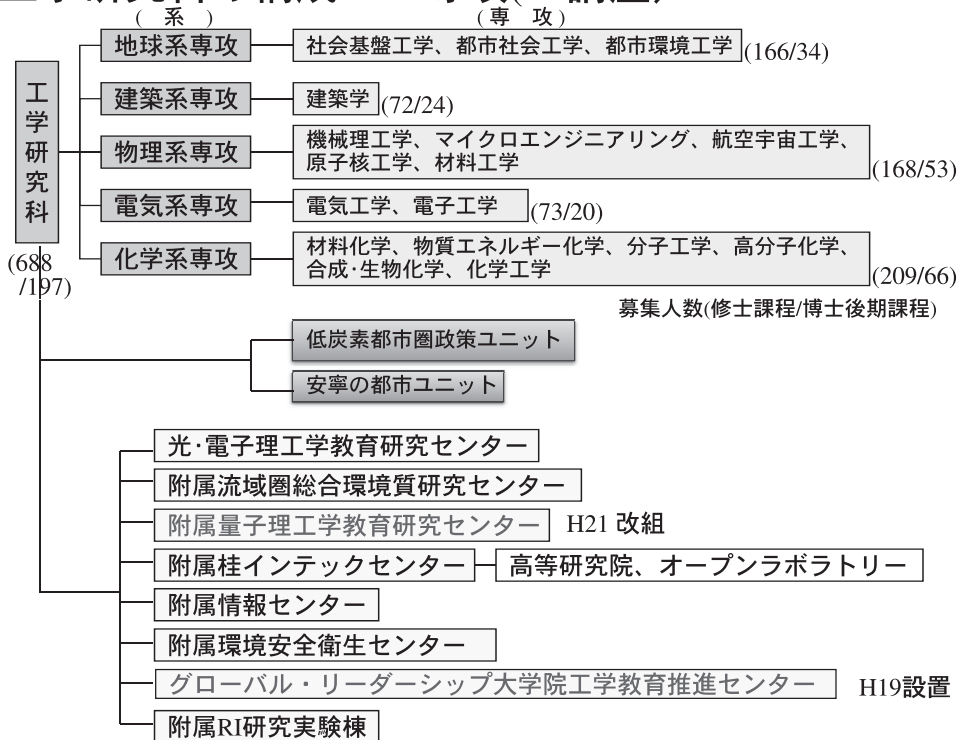 ( 系 )
( 専 攻 )
工学研究科
(688
/197)
地球系専攻
社会基盤工学、都市社会工学、都市環境工学
(166/34)
建築系専攻
建築学
(72/24)
物理系専攻
機械理工学、マイクロエンジニアリング、航空宇宙工学、
原子核工学、材料工学
(168/53)
電気系専攻
電気工学、電子工学
(73/20)
化学系専攻
材料化学、物質エネルギー化学、分子工学、高分子化学、
合成·生物化学、化学工学
(209/66)
募集人数(修士課程/博士後期課程)
低炭素都市圏政策ユニット
安寧の都市ユニット
光·電子理工学教育研究センター
附属流域圏総合環境質研究センター
附属量子理工学教育研究センター
H21 改組
附属桂インテックセンター
高等研究院、オープンラボラトリー
附属情報センター
附属環境安全衛生センター
グローバル・リーダーシップ大学院工学教育推進センター
H19設置
附属RI研究実験棟